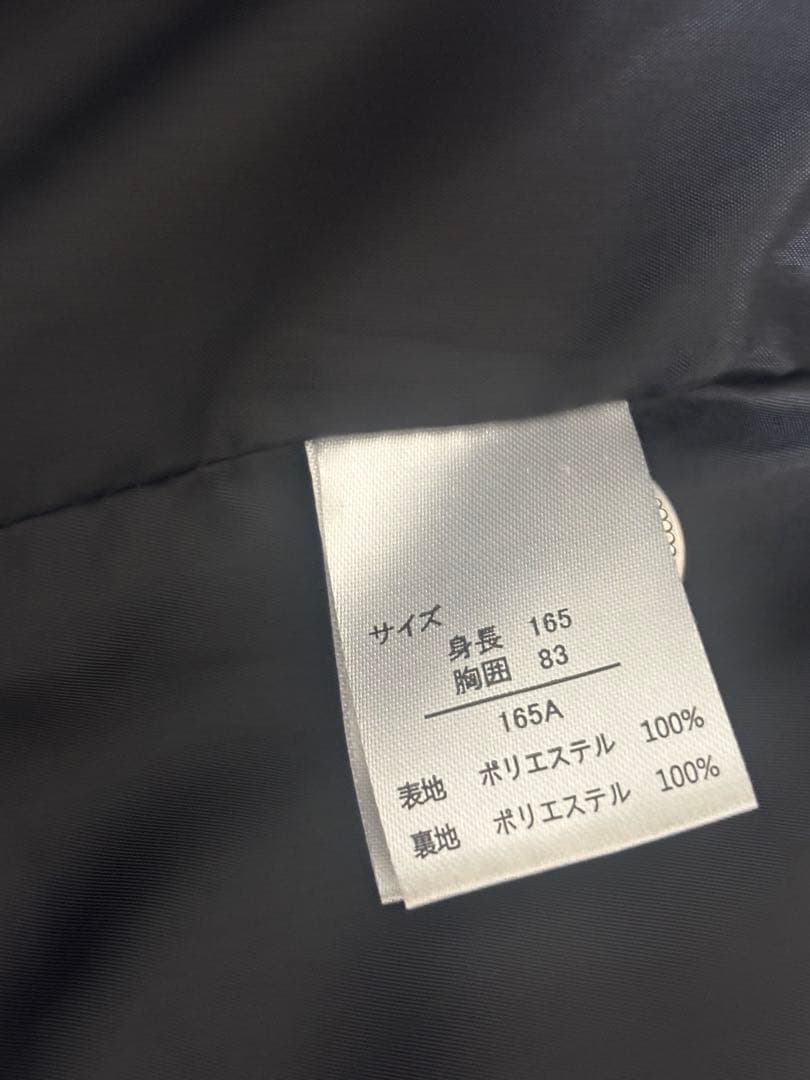 サイズ
身長 165
胸囲 83
165A
表地 ポリエステル 100%
裏地 ポリエステル 100%